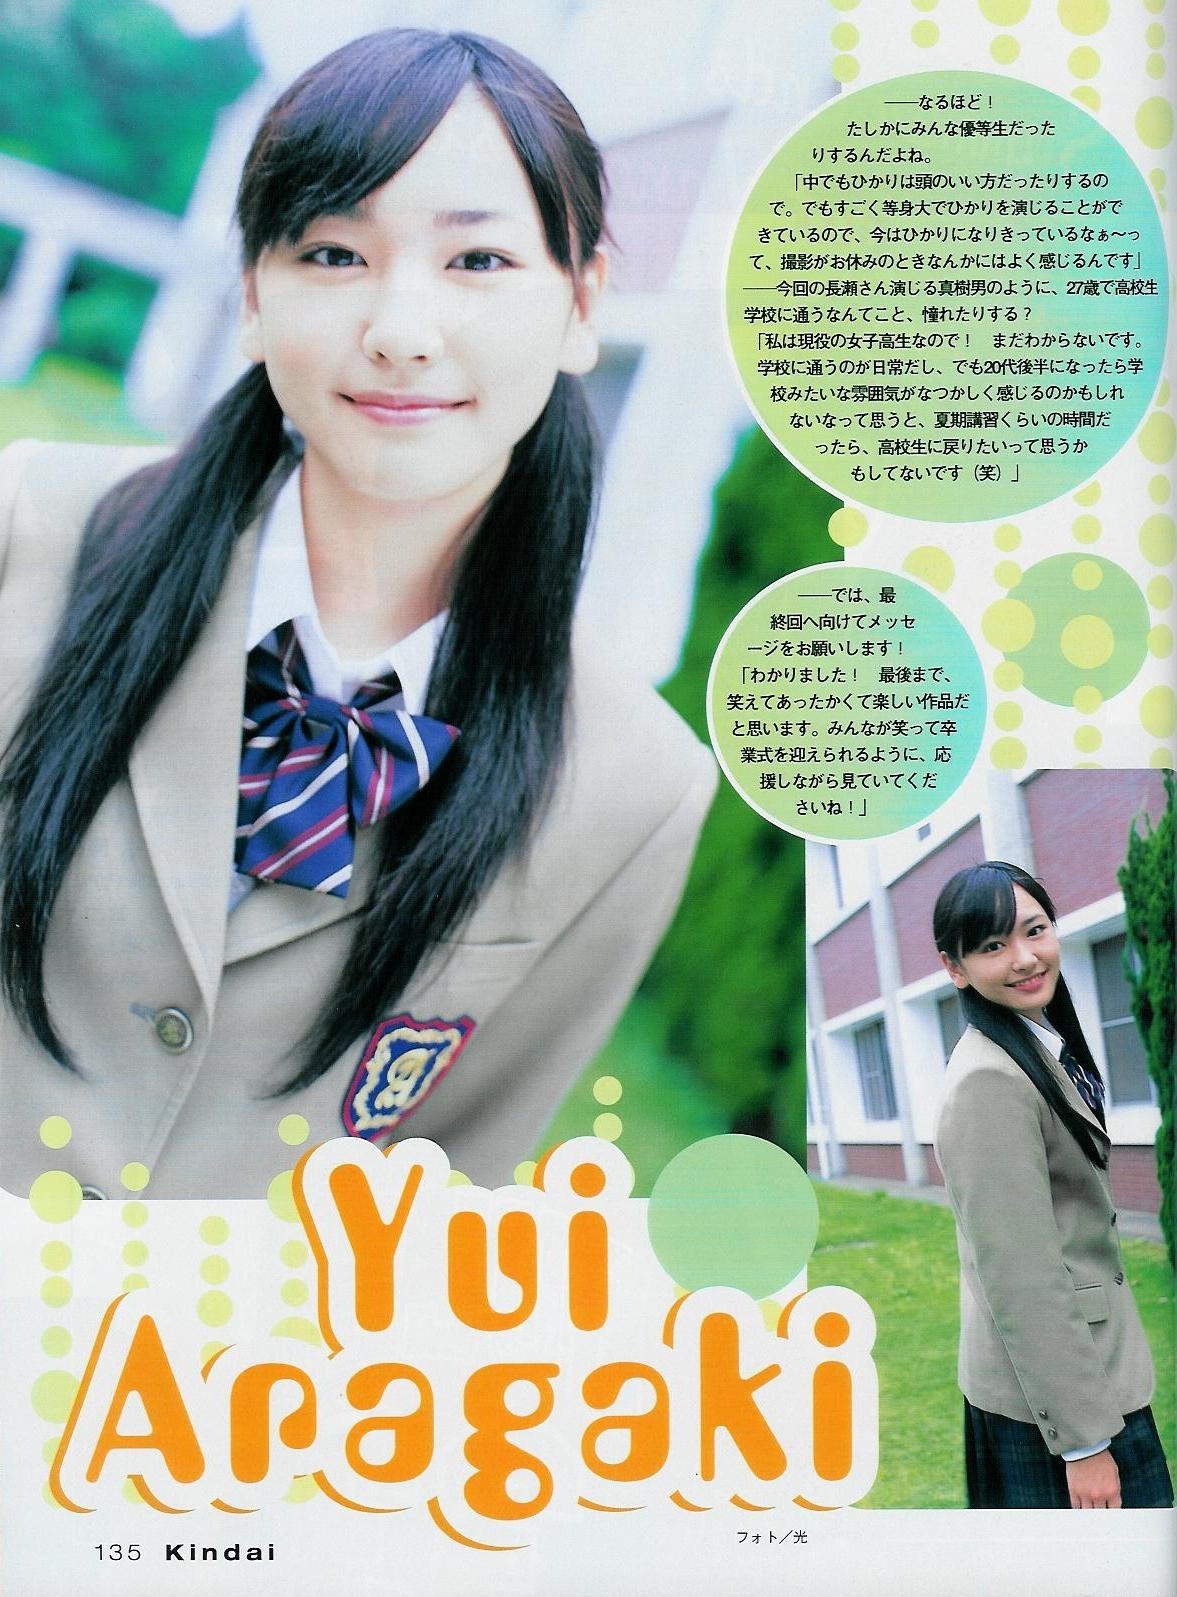 ――なるほど！
たしかにみんな優等生だった
りするんだよね。
「中でもひかりは頭のいい方だったりするの
で。でもすごく等身大でひかりを演じることがで
きているので、今はひかりになりきっているなぁ〜っ
て、撮影がお休みのときなんかにはよく感じるんです」
――今回の長瀬さん演じる真樹男のように、27歳で高校生
学校に通うなんてこと、憧れたりする？
「私は現役の女子高生なので！　まだわからないです。
学校に通うのが日常だし、でも20代後半になったら学
校みたいな雰囲気がなつかしく感じるのかもしれ
ないなって思うと、夏期講習くらいの時間だ
ったら、高校生に戻りたいって思うか
もしてないです（笑）」
――では、最
終回へ向けてメッセ
ージをお願いします！
「わかりました！　最後まで、
笑えてあったかくて楽しい作品だ
と思います。みんなが笑って卒
業式を迎えられるように、応
援しながら見ていてくだ
さいね！」
Yui
Aragaki
フォト／光
135 Kindai